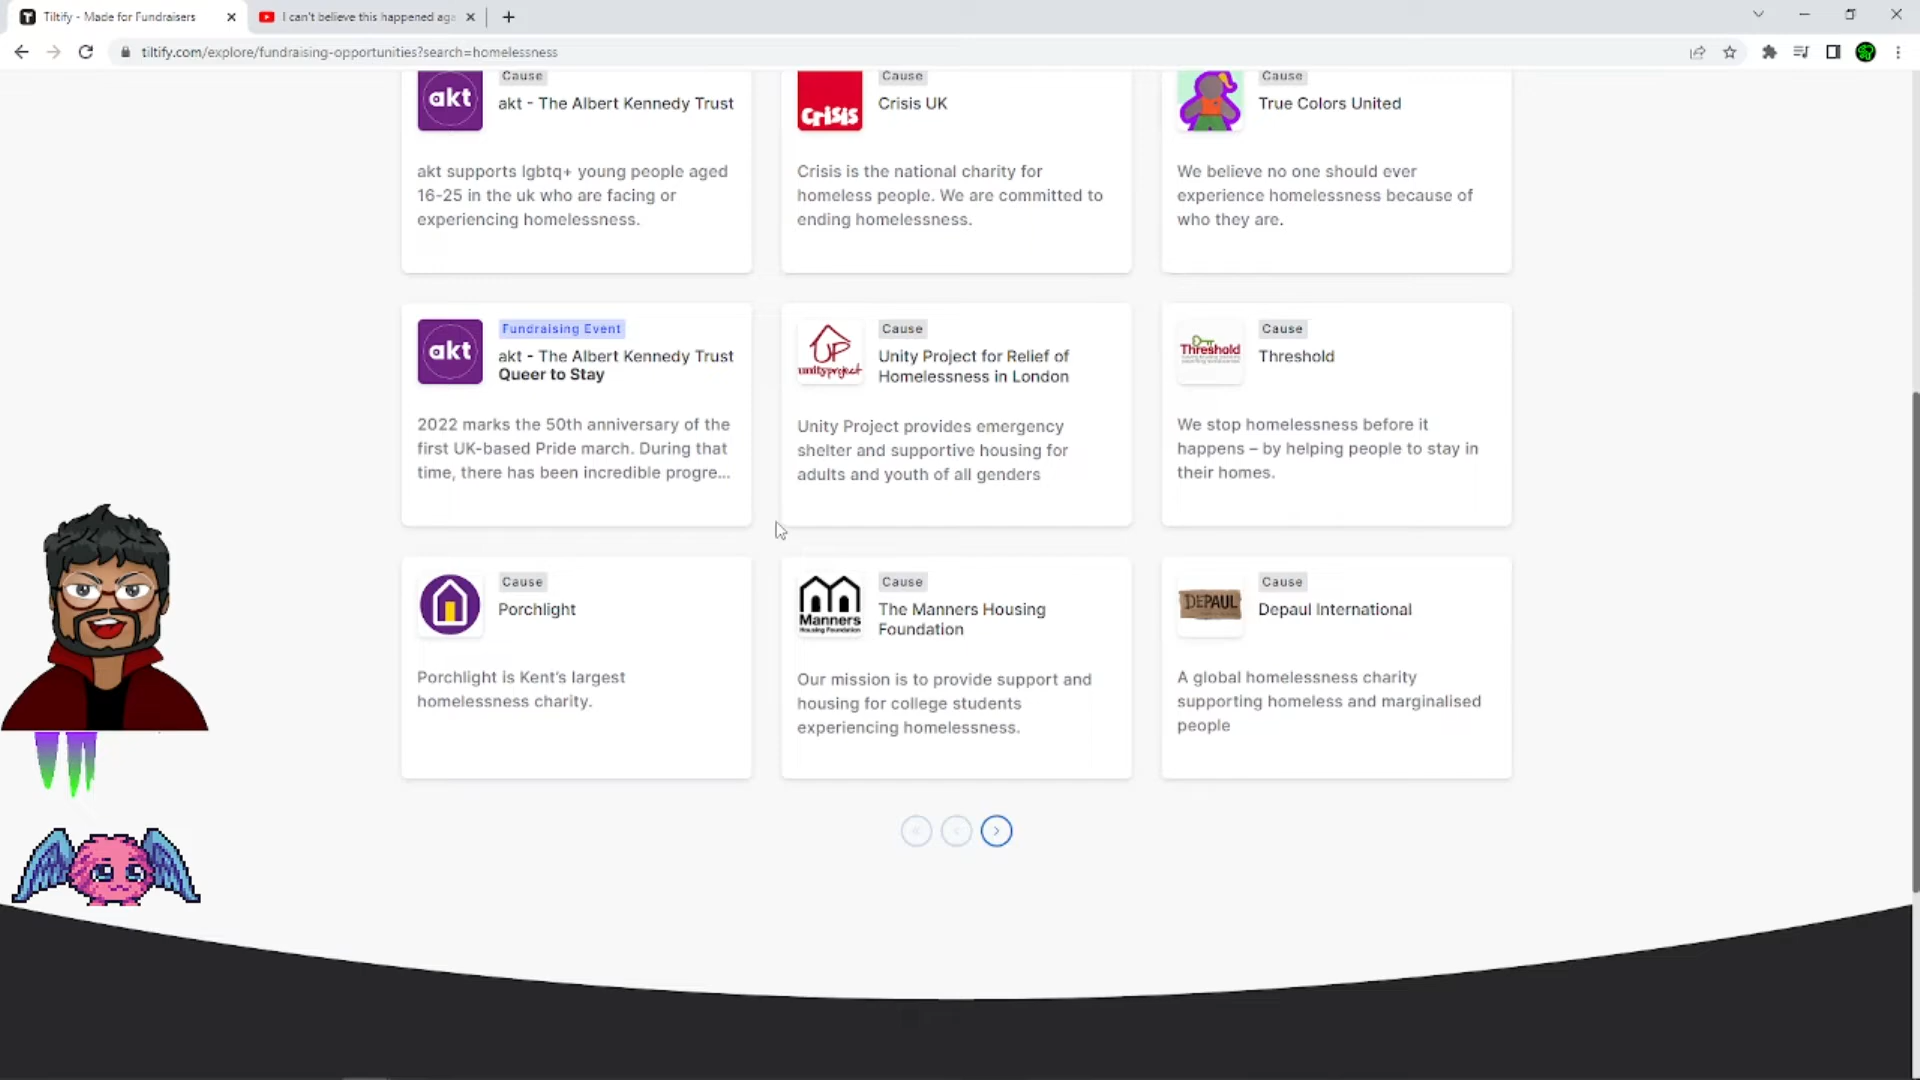 Tiltify - Made for Fundraisers
I can't believe this happened aga
tiltify.com/explore/fundraising-opportunities?search=homelessness
akt
Cause
akt - The Albert Kennedy Trust
akt supports lgbtq+ young people aged
16-25 in the uk who are facing or
experiencing homelessness.
Crisis
Cause
Crisis UK
Crisis is the national charity for
homeless people. We are committed to
ending homelessness.
Cause
True Colors United
We believe no one should ever
experience homelessness because of
who they are.
akt
Fundraising Event
akt - The Albert Kennedy Trust
Queer to Stay
2022 marks the 50th anniversary of the
first UK-based Pride march. During that
time, there has been incredible progre...
UP
unityproject
Cause
Unity Project for Relief of
Homelessness in London
Unity Project provides emergency
shelter and supportive housing for
adults and youth of all genders
Threshold
Cause
Threshold
We stop homelessness before it
happens – by helping people to stay in
their homes.
Cause
Porchlight
Porchlight is Kent's largest
homelessness charity.
Manners
Housing Foundation
Cause
The Manners Housing
Foundation
Our mission is to provide support and
housing for college students
experiencing homelessness.
DEPAUL
Cause
Depaul International
A global homelessness charity
supporting homeless and marginalised
people